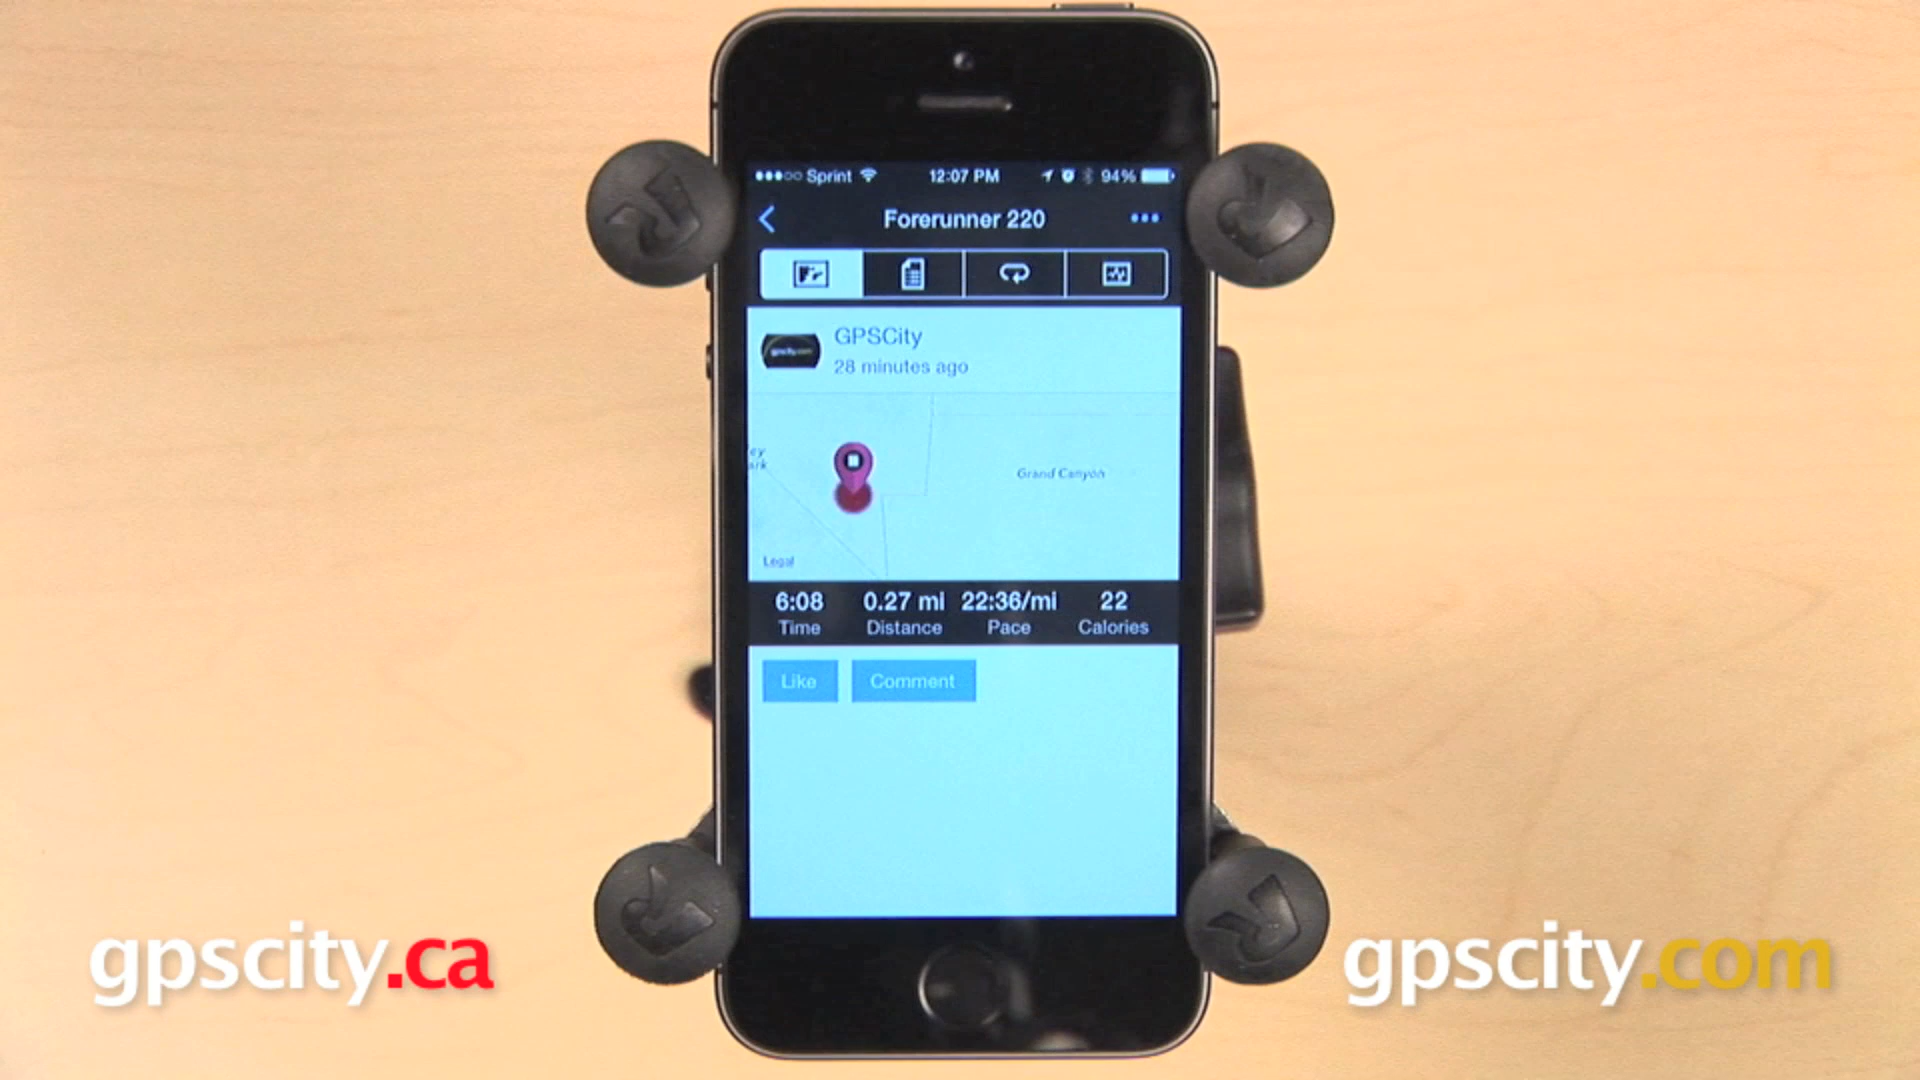 Sprint 12:07 PM 94%
Forerunner 220
GPSCity
28 minutes ago
Grand Canyon
Legal
6:08 0.27 mi 22:36/mi 22
Time Distance Pace Calories
Like Comment
gpscity.ca gpscity.com